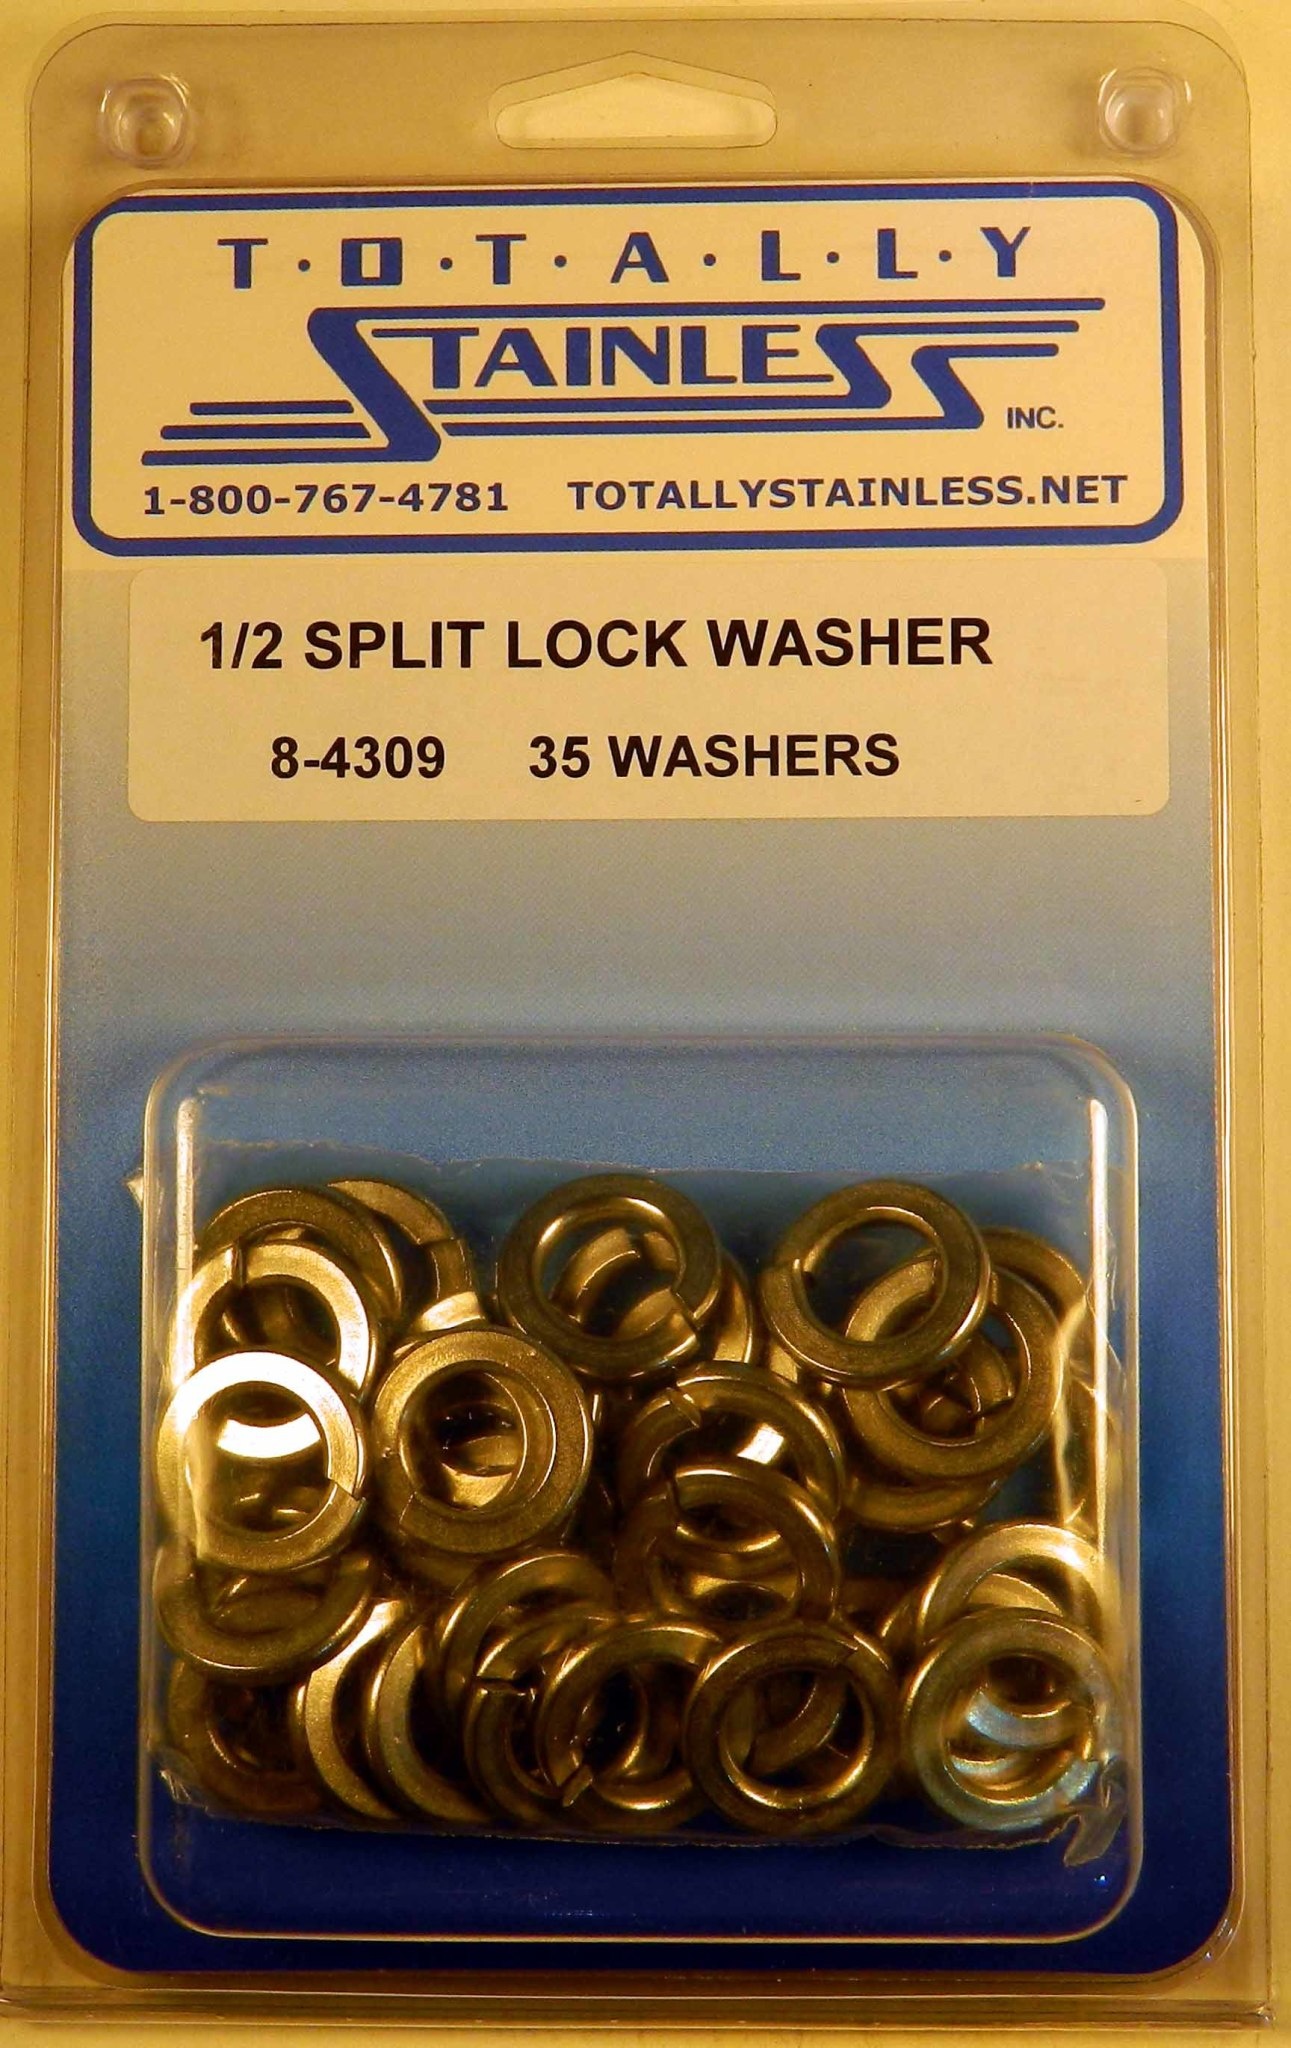 T·O·T·A·L·L·Y
STAINLESS
INC.
1-800-767-4781 TOTALLYSTAINLESS.NET
1/2 SPLIT LOCK WASHER
8-4309 35 WASHERS